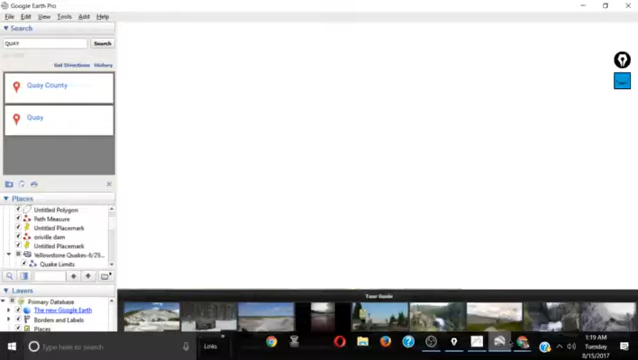 Google Earth Pro
File Edit View Tools Add Help
Search
QUAY
Search
Get Directions History
Quay County
Quay
Places
Untitled Polygon
Path Measure
Untitled Placemark
oroville dam
Untitled Placemark
Yellowstone Quakes-6/25...
Quake Limits
Layers
Primary Database
The new Google Earth
Borders and Labels
Places
Tour Guide
Type here to search
Links
1:19 AM
Tuesday
8/15/2017